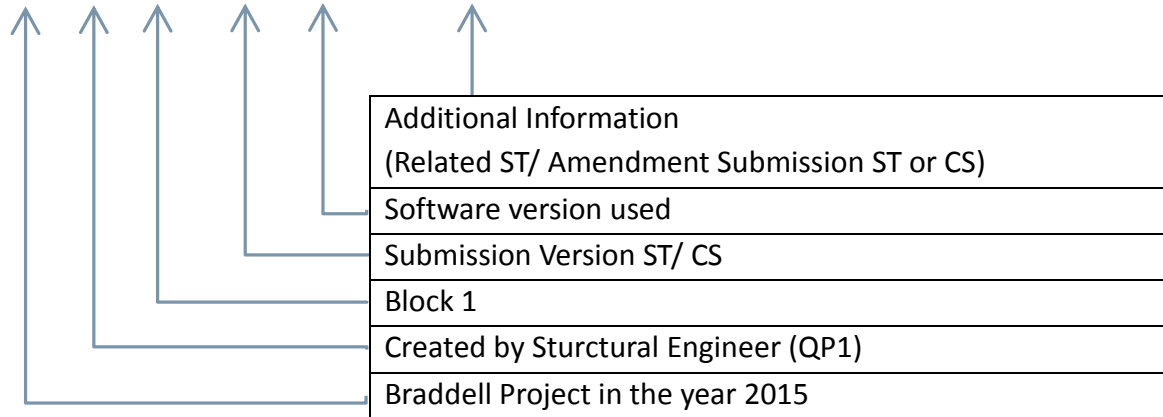 Additional Information
(Related ST/ Amendment Submission ST or CS)
Software version used
Submission Version ST/ CS
Block 1
Created by Sturctural Engineer (QP1)
Braddell Project in the year 2015